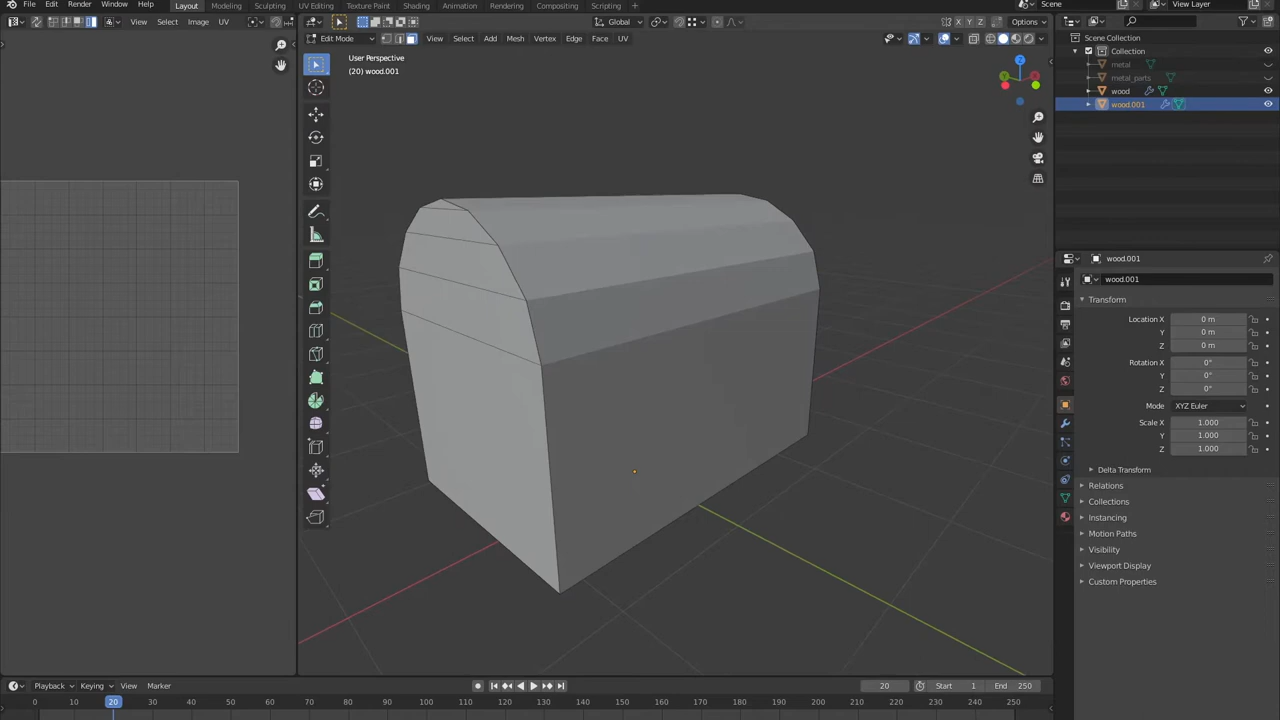 File Edit Render Window Help Layout Modeling Sculpting UV Editing Texture Paint Shading Animation Rendering Compositing Scripting Scene View Layer
View Select Image UV Global X Y Z Options
Edit Mode View Select Add Mesh Vertex Edge Face UV
Scene Collection
Collection
metal
metal_parts
wood
wood.001
User Perspective
(20) wood.001
Z
wood.001
wood.001
Transform
Location X 0 m
Y 0 m
Z 0 m
Rotation X 0°
Y 0°
Z 0°
Mode XYZ Euler
Scale X 1.000
Y 1.000
Z 1.000
Delta Transform
Relations
Collections
Instancing
Motion Paths
Visibility
Viewport Display
Custom Properties
Playback Keying View Marker 20 Start 1 End 250
0 10 20 30 40 50 60 70 80 90 100 110 120 130 140 150 160 170 180 190 200 210 220 230 240 250